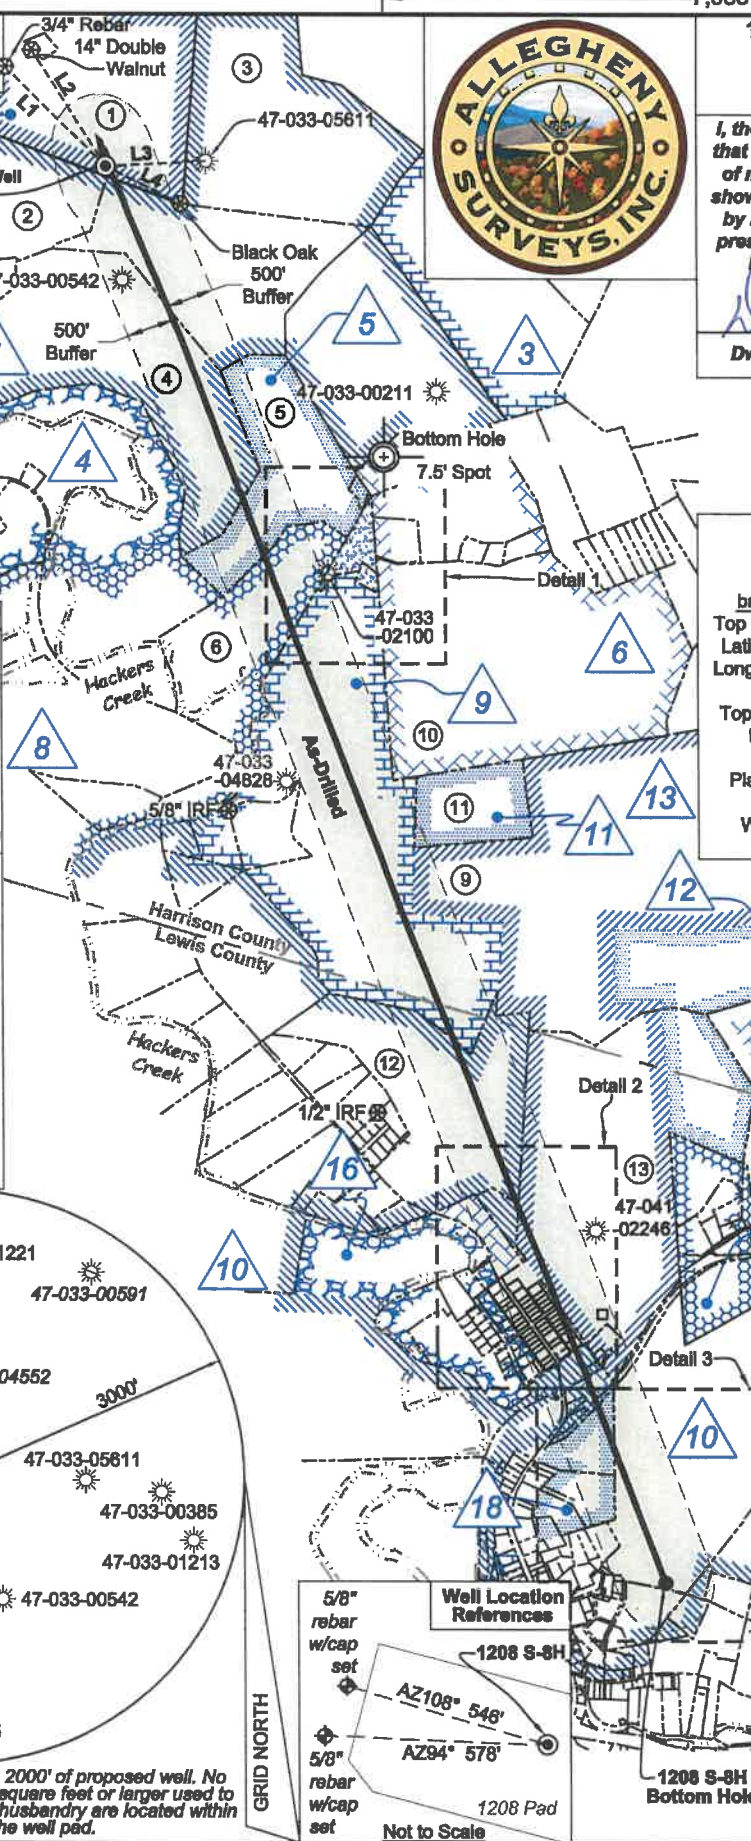 3/4" Rebar
14" Double
Walnut
L1
L2
1
3
47-033-05611
L3
L4
2
Black Oak
500'
Buffer
500'
Buffer
4
5
47-033-00211
5
3
4
Bottom Hole
7.5' Spot
Detail 1
47-033
-02100
6
6
Hackers
Creek
9
8
10
47-033
-04828
5/8" IRF
As-Drilled
11
11
13
9
12
Harrison County
Lewis County
Hackers
Creek
12
1/2" IRF
Detail 2
16
13
47-041
-02246
10
Detail 3
10
18
ALLEGHENY
SURVEYS, INC.
47-033-00591
3000'
47-033-05611
47-033-00385
47-033-01213
47-033-00542
GRID NORTH
2000' of proposed well. No
square feet or larger used to
husbandry are located within
well pad.
Well Location
References
5/8"
rebar
w/cap
set
1208 S-8H
AZ108° 546'
AZ94° 578'
5/8"
rebar
w/cap
set
1208 Pad
Not to Scale
1208 S-8H
Bottom Hole